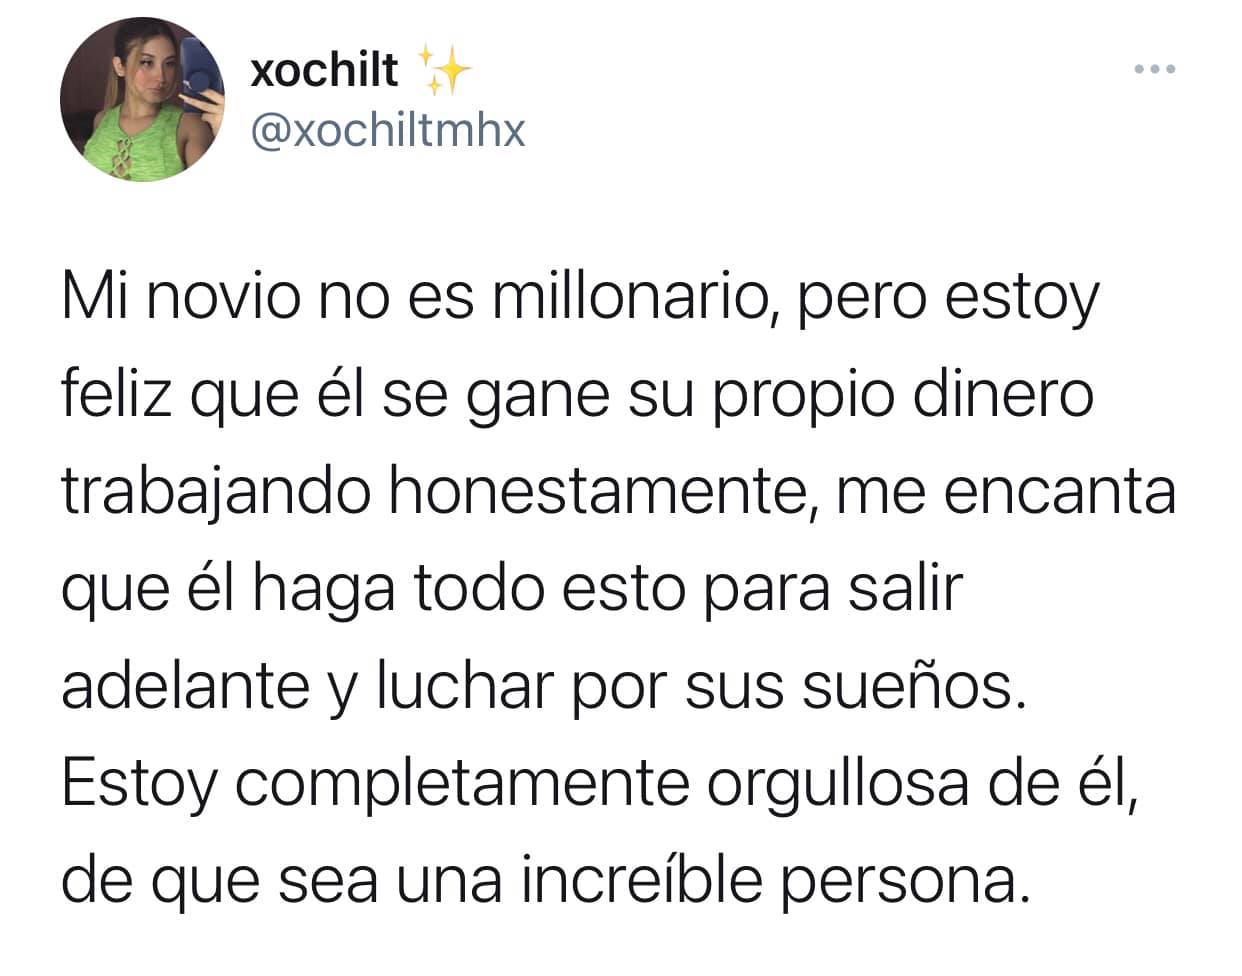 xochilt ✨
@xochiltmhx
Mi novio no es millonario, pero estoy
feliz que él se gane su propio dinero
trabajando honestamente, me encanta
que él haga todo esto para salir
adelante y luchar por sus sueños.
Estoy completamente orgullosa de él,
de que sea una increíble persona.